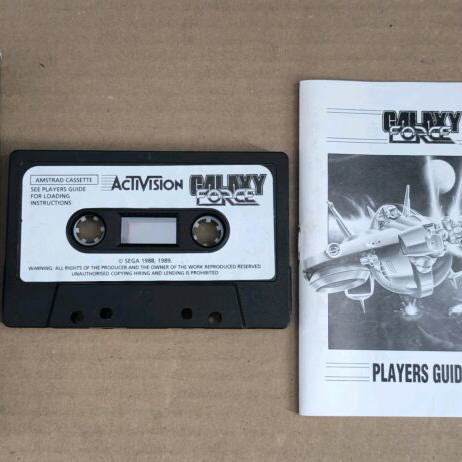 AMSTRAD CASSETTE
SEE PLAYERS GUIDE
FOR LOADING
INSTRUCTIONS
ACTIVISION
GALAXY
FORCE
© SEGA 1988, 1989.
WARNING: ALL RIGHTS OF THE PRODUCER AND THE OWNER OF THE WORK REPRODUCED RESERVED
UNAUTHORISED COPYING HIRING AND LENDING IS PROHIBITED
GALAXY
FORCE
PLAYERS GUID